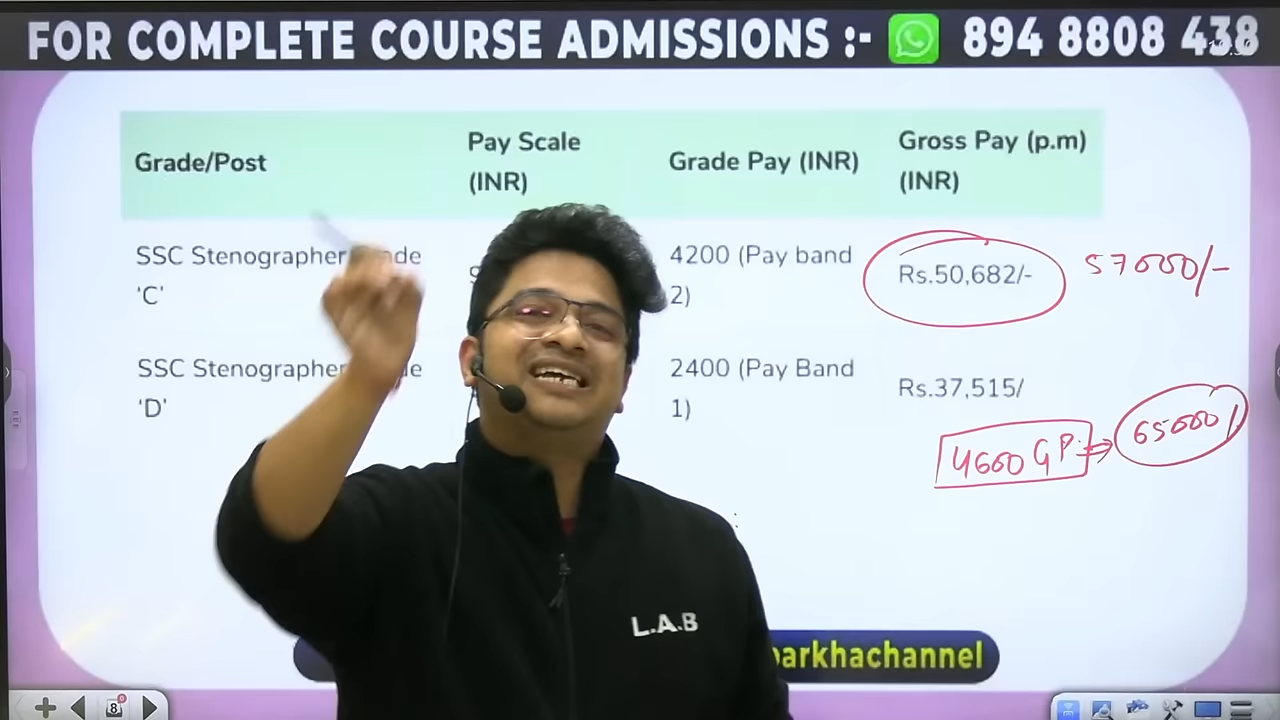 FOR COMPLETE COURSE ADMISSIONS :- 894 8808 438
Grade/Post
Pay Scale
(INR)
Grade Pay (INR)
Gross Pay (p.m)
(INR)
SSC Stenographer
'C'
4200 (Pay band
2)
Rs.50,682/-
57000/-
SSC Stenographer
'D'
2400 (Pay Band
1)
Rs.37,515/
4600 GP
65000/
L.A.B
arkhachannel
8